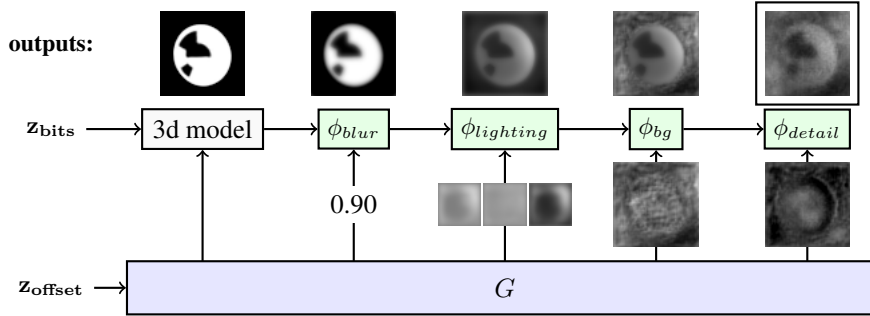 outputs:
z_bits 3d model ϕ_blur ϕ_lighting ϕ_bg ϕ_detail
0.90
z_offset G